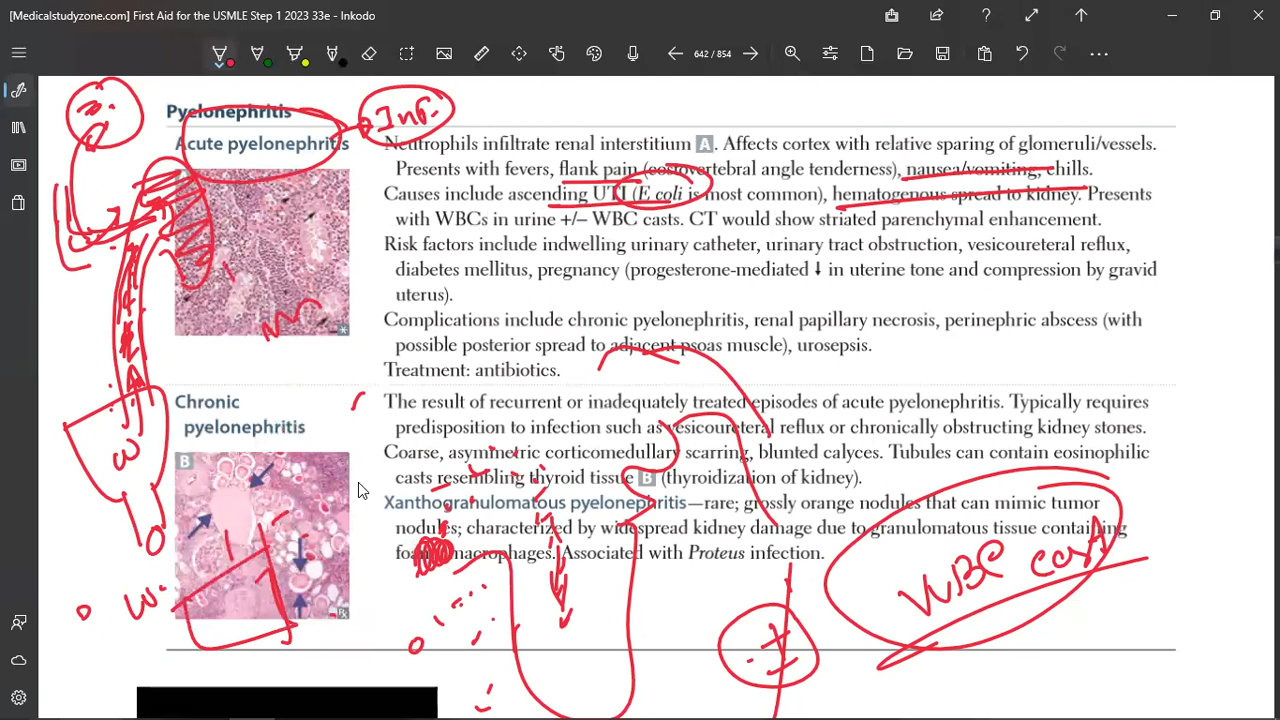 [Medicalstudyzone.com] First Aid for the USMLE Step 1 2023 33e - Inkodo
642 / 854
Pyelonephritis
Inf.
Acute pyelonephritis
Neutrophils infiltrate renal interstitium A. Affects cortex with relative sparing of glomeruli/vessels.
Presents with fevers, flank pain (costovertebral angle tenderness), nausea/vomiting, chills.
Causes include ascending UTI (E coli is most common), hematogenous spread to kidney. Presents
with WBCs in urine +/– WBC casts. CT would show striated parenchymal enhancement.
Risk factors include indwelling urinary catheter, urinary tract obstruction, vesicoureteral reflux,
diabetes mellitus, pregnancy (progesterone-mediated ↓ in uterine tone and compression by gravid
uterus).
Complications include chronic pyelonephritis, renal papillary necrosis, perinephric abscess (with
possible posterior spread to adjacent psoas muscle), urosepsis.
Treatment: antibiotics.
Chronic
pyelonephritis
B
The result of recurrent or inadequately treated episodes of acute pyelonephritis. Typically requires
predisposition to infection such as vesicoureteral reflux or chronically obstructing kidney stones.
Coarse, asymmetric corticomedullary scarring, blunted calyces. Tubules can contain eosinophilic
casts resembling thyroid tissue B (thyroidization of kidney).
Xanthogranulomatous pyelonephritis—rare; grossly orange nodules that can mimic tumor
nodules; characterized by widespread kidney damage due to granulomatous tissue containing
foamy macrophages. Associated with Proteus infection.
WBC cast